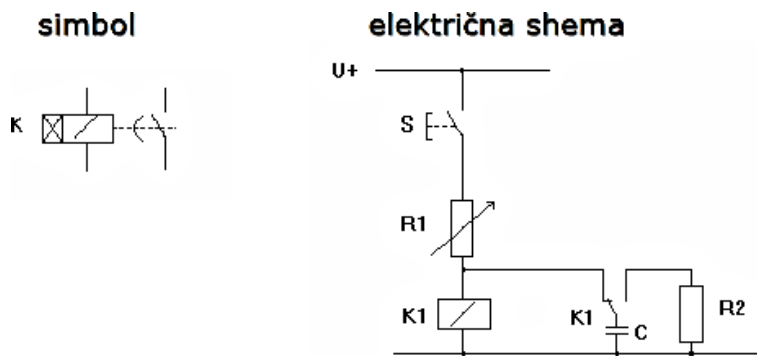 simbol
električna shema
U+
K
S
R1
K1
K1
C
R2